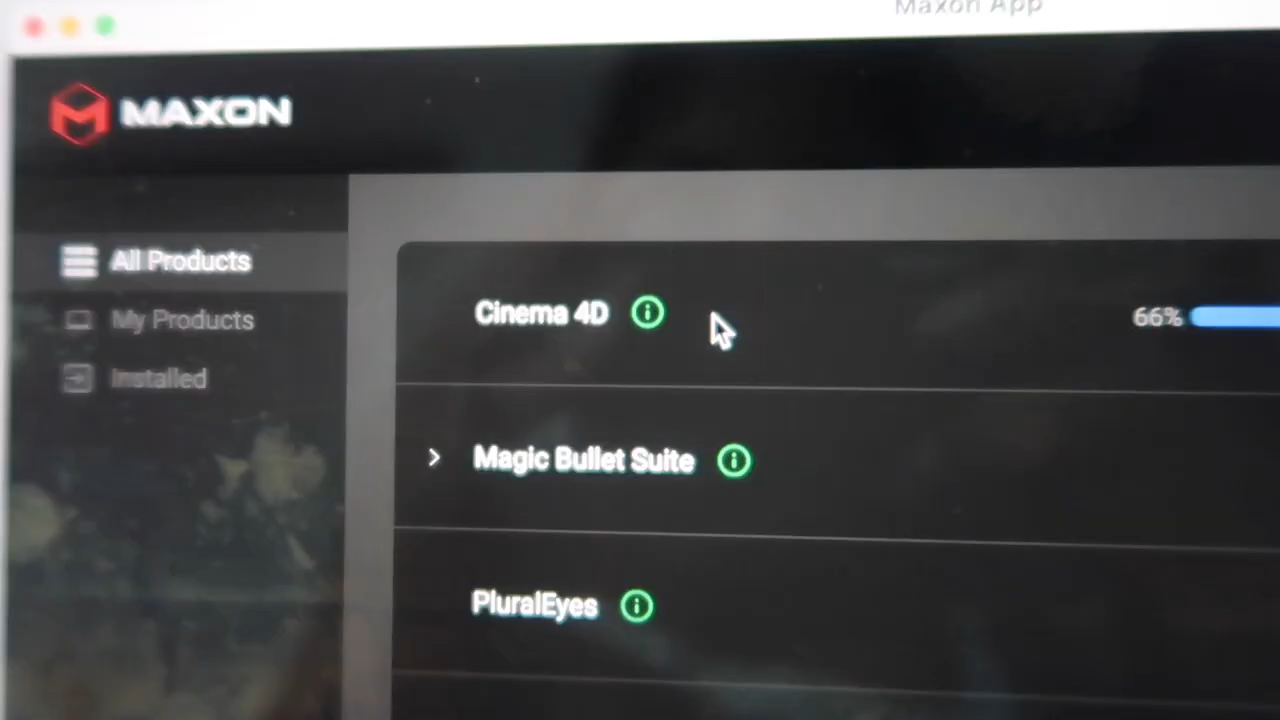 Maxon App
MAXON
All Products
My Products
Installed
Cinema 4D
66%
Magic Bullet Suite
PluralEyes